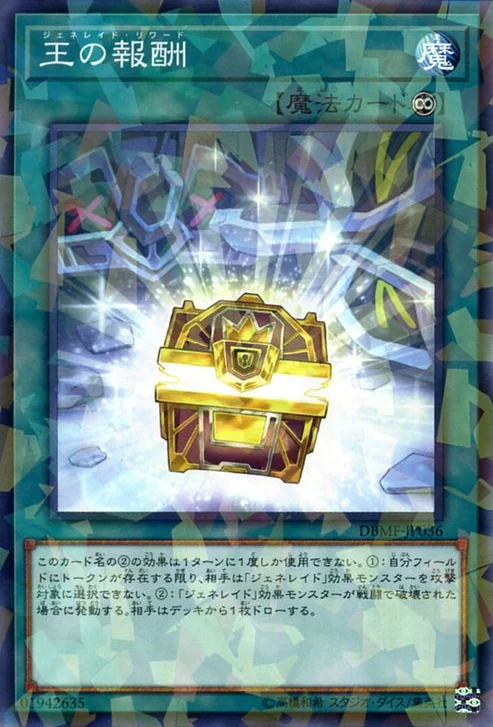 ジェネレイド・リワード
王の報酬
魔
【魔法カード∞】
DBMF-JP036
このカード名の②の効果は1ターンに1度しか使用できない。①:自分フィール
ドにトークンが存在する限り、相手は「ジェネレイド」効果モンスターを攻撃
対象に選択できない。②:「ジェネレイド」効果モンスターが戦闘で破壊された
場合に発動する。相手はデッキから1枚ドローする。
01942635
©高橋和希 スタジオ・ダイス/集英社